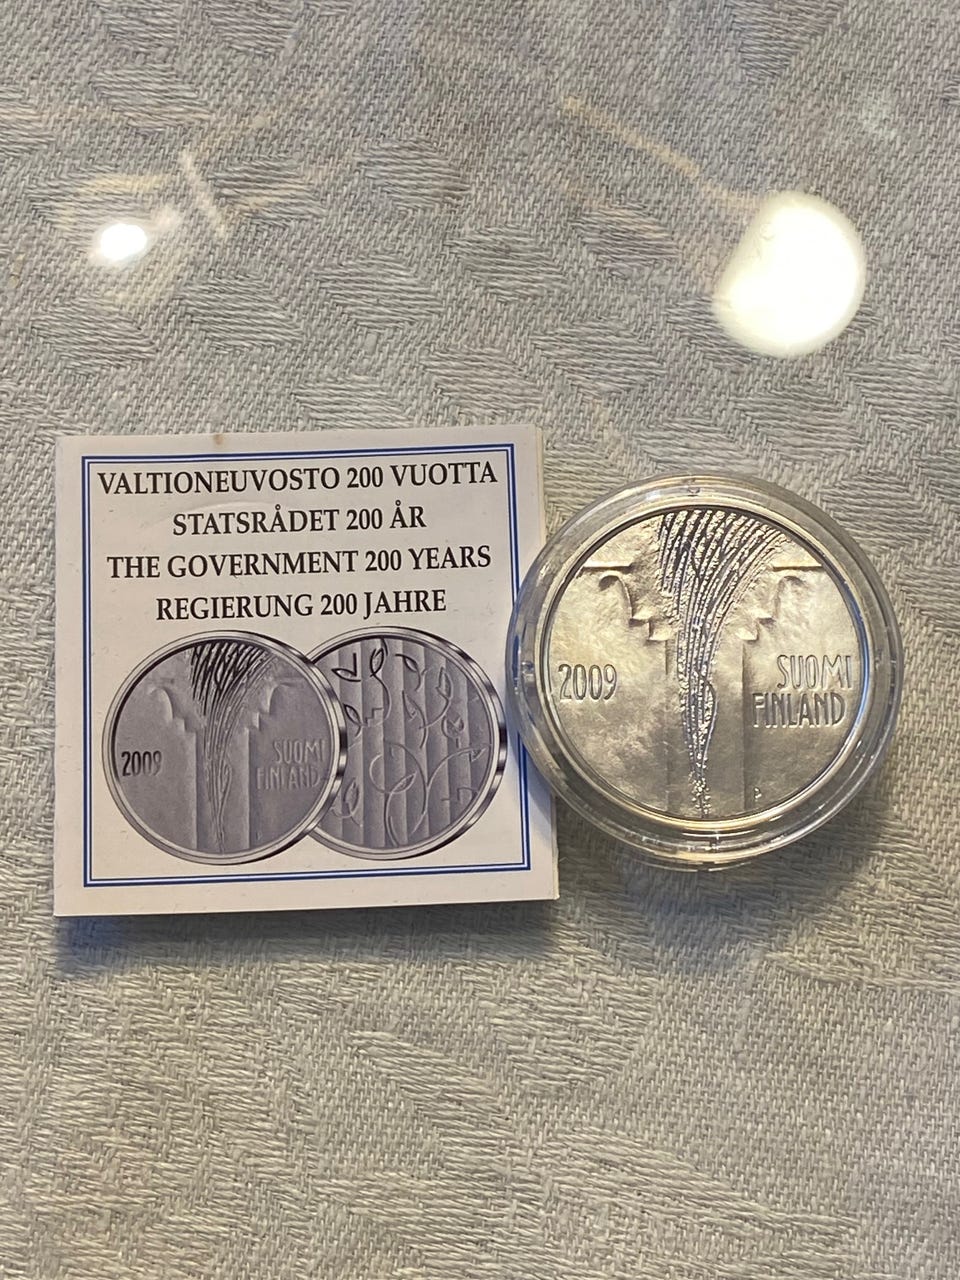 VALTIONEUVOSTO 200 VUOTTA
STATSRÅDET 200 ÅR
THE GOVERNMENT 200 YEARS
REGIERUNG 200 JAHRE
2009
SUOMI
FINLAND
2009
SUOMI
FINLAND
P